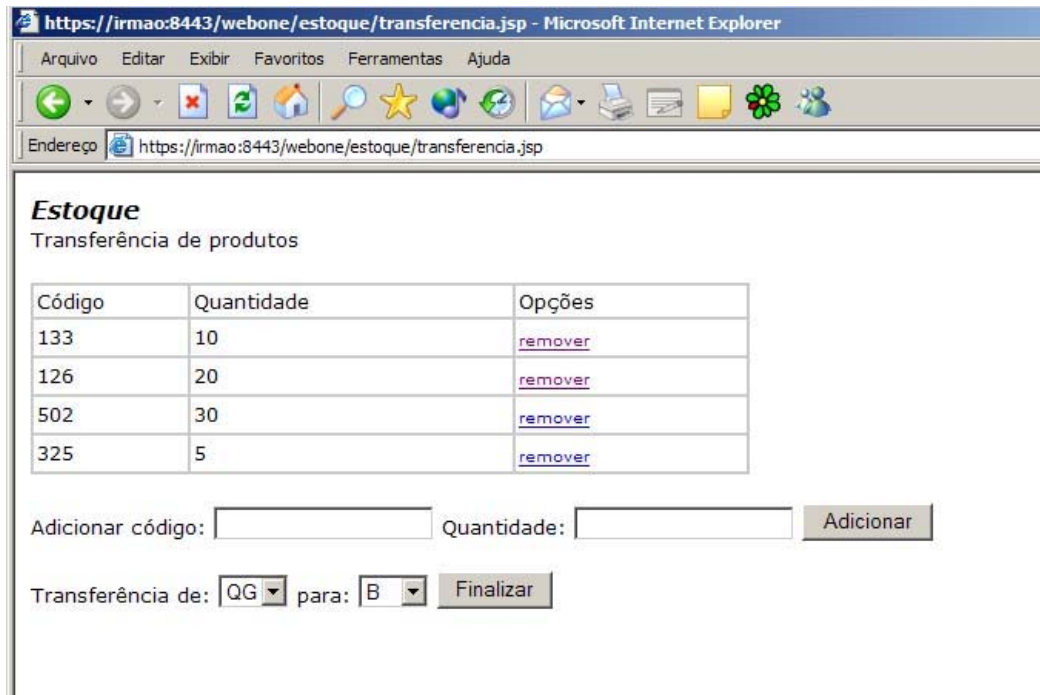 https://irmao:8443/webone/estoque/transferencia.jsp - Microsoft Internet Explorer
Arquivo Editar Exibir Favoritos Ferramentas Ajuda
Endereço https://irmao:8443/webone/estoque/transferencia.jsp
Estoque
Transferência de produtos
Código Quantidade Opções
133 10 remover
126 20 remover
502 30 remover
325 5 remover
Adicionar código: Quantidade: Adicionar
Transferência de: QG para: B Finalizar